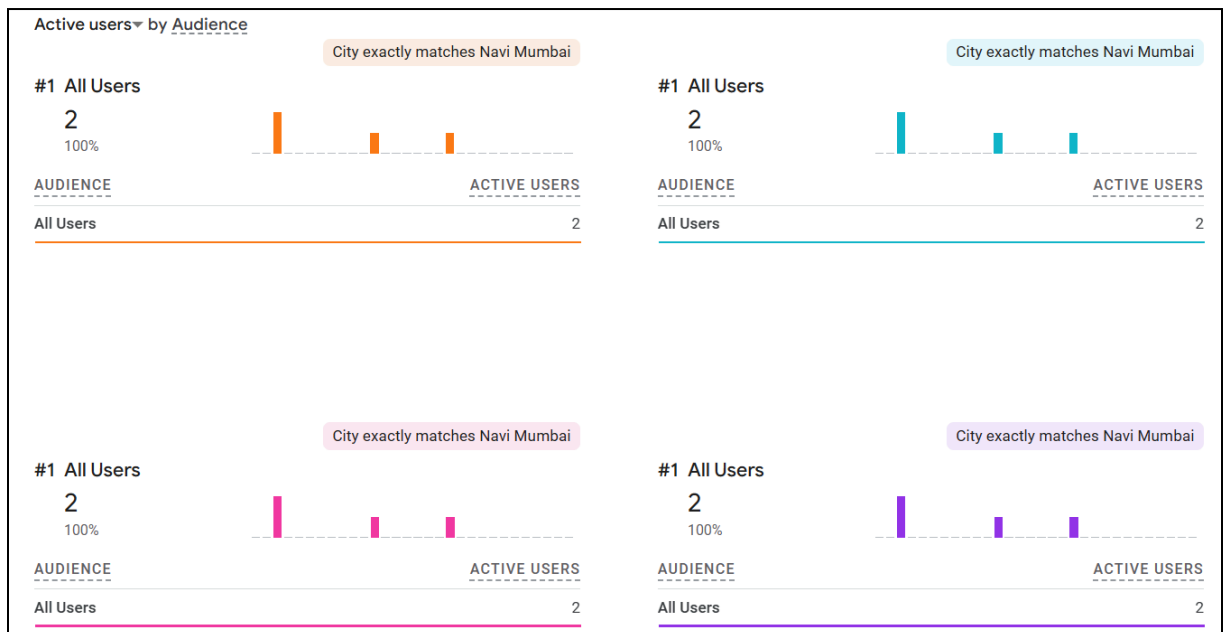 Active users by Audience
City exactly matches Navi Mumbai
#1 All Users
2
100%
AUDIENCE ACTIVE USERS
All Users 2
City exactly matches Navi Mumbai
#1 All Users
2
100%
AUDIENCE ACTIVE USERS
All Users 2
City exactly matches Navi Mumbai
#1 All Users
2
100%
AUDIENCE ACTIVE USERS
All Users 2
City exactly matches Navi Mumbai
#1 All Users
2
100%
AUDIENCE ACTIVE USERS
All Users 2